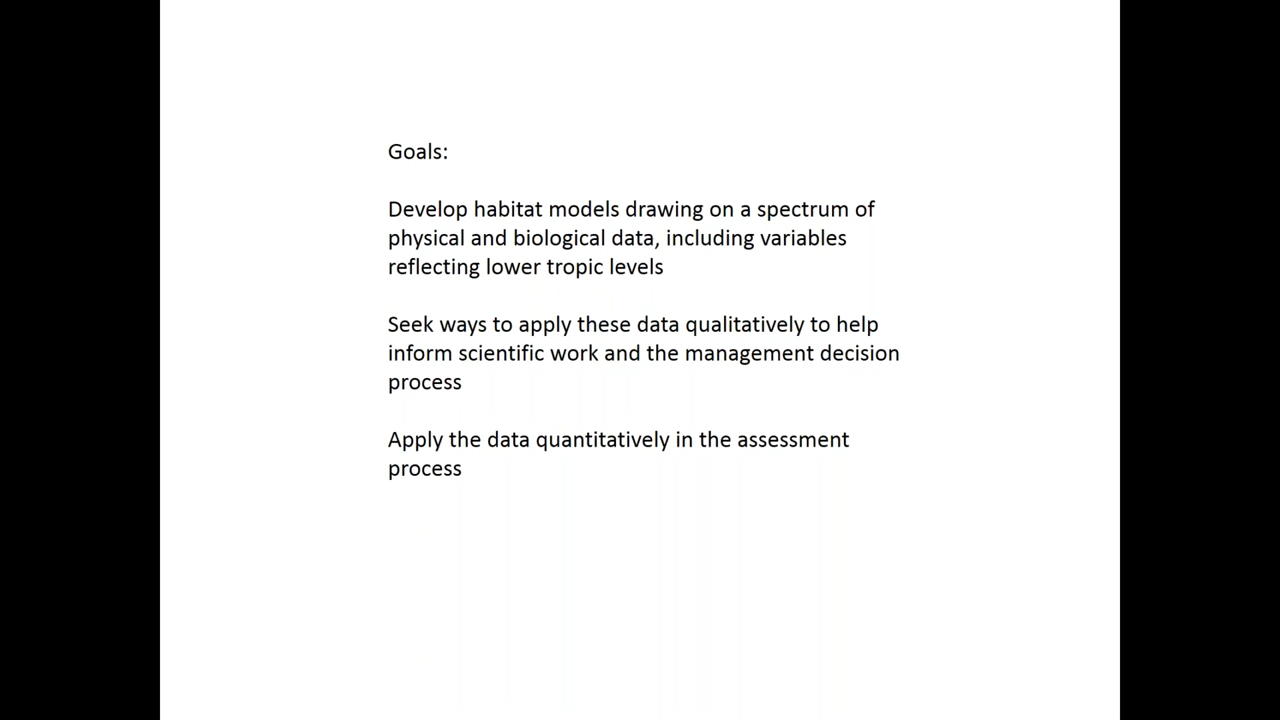 Goals:
Develop habitat models drawing on a spectrum of
physical and biological data, including variables
reflecting lower tropic levels
Seek ways to apply these data qualitatively to help
inform scientific work and the management decision
process
Apply the data quantitatively in the assessment
process